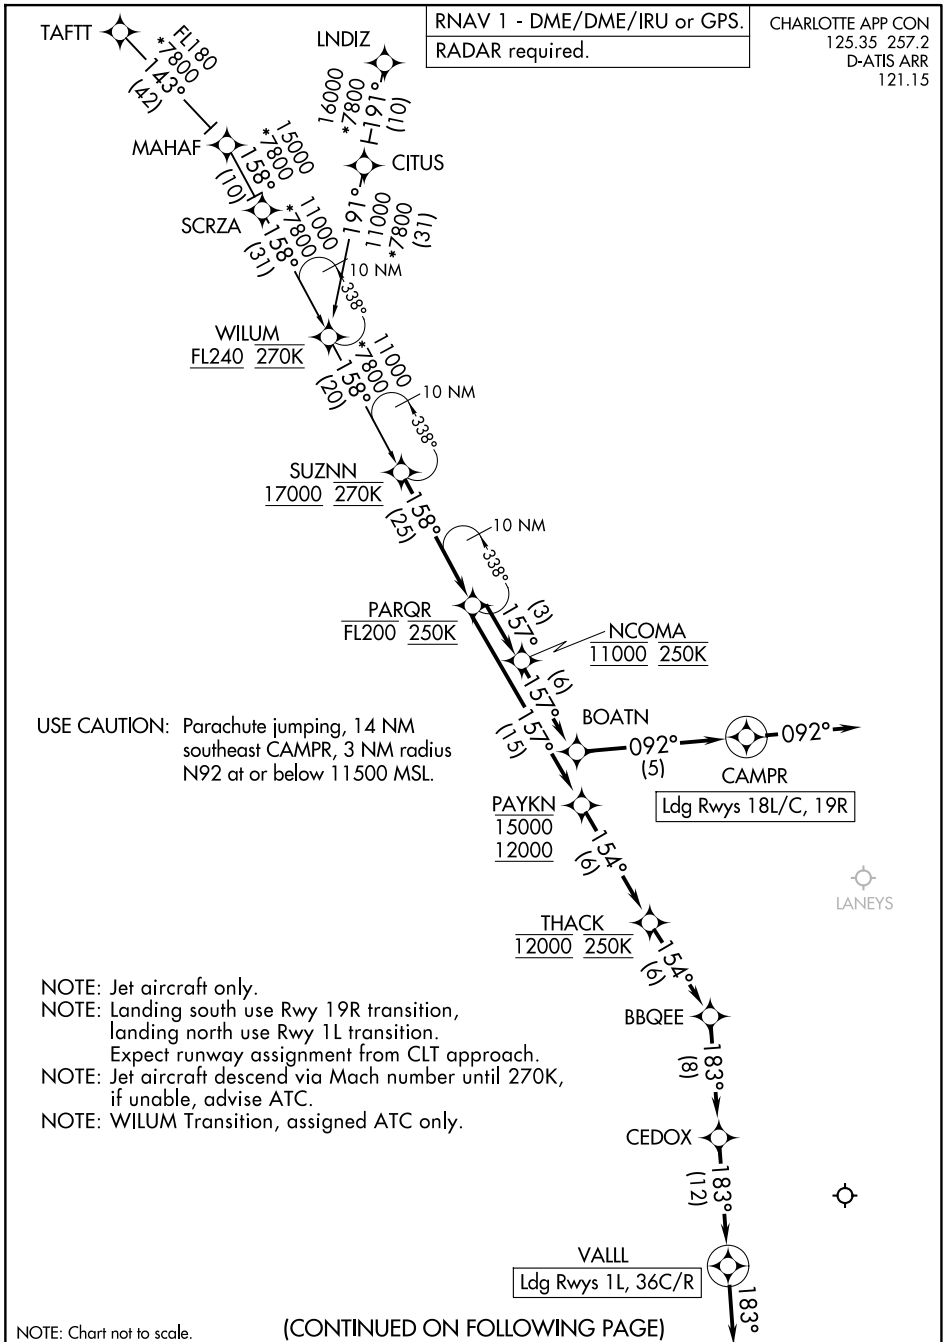 RNAV 1 - DME/DME/IRU or GPS.
RADAR required.
CHARLOTTE APP CON
125.35 257.2
D-ATIS ARR
121.15
TAFTT
FL180
*7800
143°
(42)
LNDIZ
16000
*7800
191°
(10)
MAHAF
15000
*7800
158°
(10)
CITUS
191°
11000
*7800
(31)
SCRZA
11000
*7800
158°
(31)
10 NM
338°
WILUM
FL240 270K
11000
*7800
158°
(20)
10 NM
338°
SUZNN
17000 270K
158°
(25)
10 NM
338°
PARQR
FL200 250K
(3)
157°
NCOMA
11000 250K
(6)
157°
157°
(15)
BOATN
092°
(5)
092°
CAMPR
Ldg Rwys 18L/C, 19R
USE CAUTION: Parachute jumping, 14 NM
southeast CAMPR, 3 NM radius
N92 at or below 11500 MSL.
PAYKN
15000
12000
154°
(6)
LANEYS
THACK
12000 250K
154°
(6)
NOTE: Jet aircraft only.
NOTE: Landing south use Rwy 19R transition,
landing north use Rwy 1L transition.
Expect runway assignment from CLT approach.
NOTE: Jet aircraft descend via Mach number until 270K,
if unable, advise ATC.
NOTE: WILUM Transition, assigned ATC only.
BBQEE
183°
(8)
CEDOX
183°
(12)
VALLL
Ldg Rwys 1L, 36C/R
183°
NOTE: Chart not to scale.
(CONTINUED ON FOLLOWING PAGE)